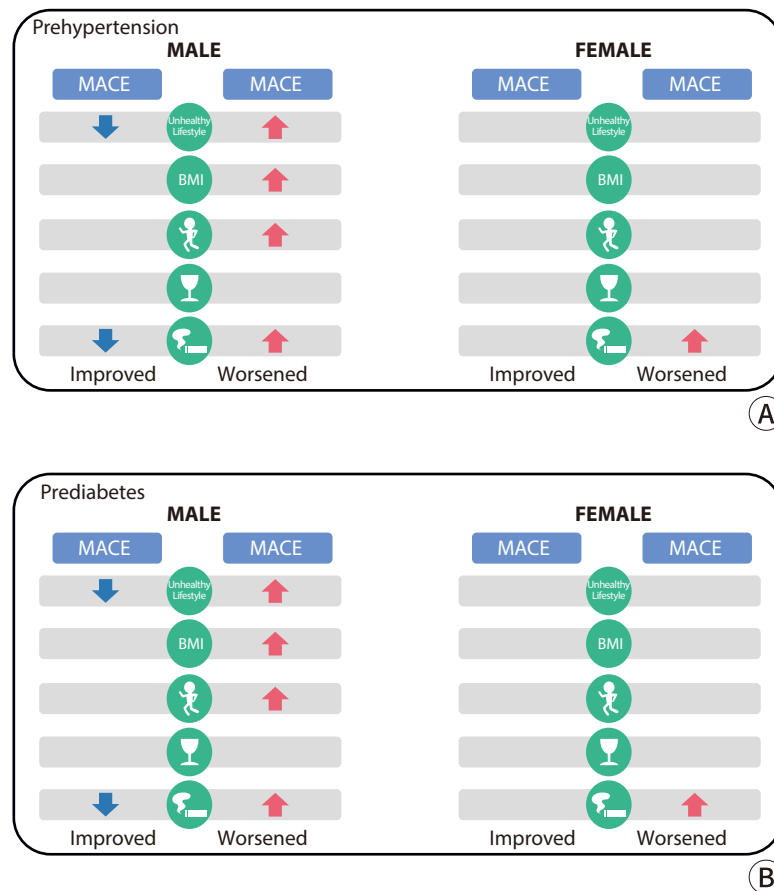 Prehypertension
MALE FEMALE
MACE MACE MACE MACE
Unhealthy
Lifestyle
Unhealthy
Lifestyle
BMI BMI
Improved Worsened Improved Worsened
A
Prediabetes
MALE FEMALE
MACE MACE MACE MACE
Unhealthy
Lifestyle
Unhealthy
Lifestyle
BMI BMI
Improved Worsened Improved Worsened
B